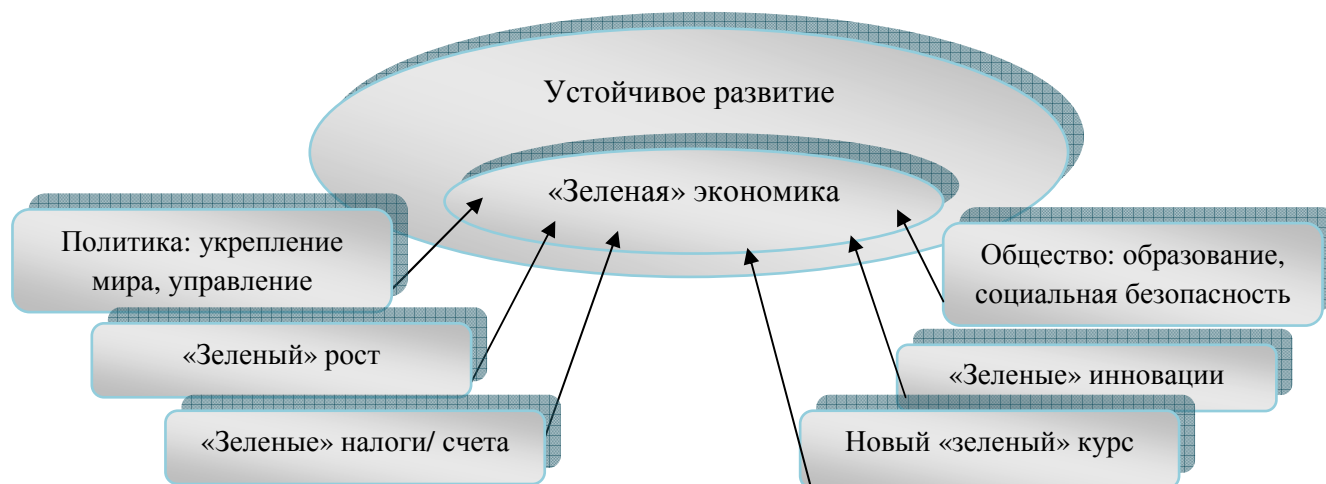 Устойчивое развитие
«Зеленая» экономика
Политика: укрепление
мира, управление
Общество: образование,
социальная безопасность
«Зеленый» рост
«Зеленые» инновации
«Зеленые» налоги/ счета
Новый «зеленый» курс